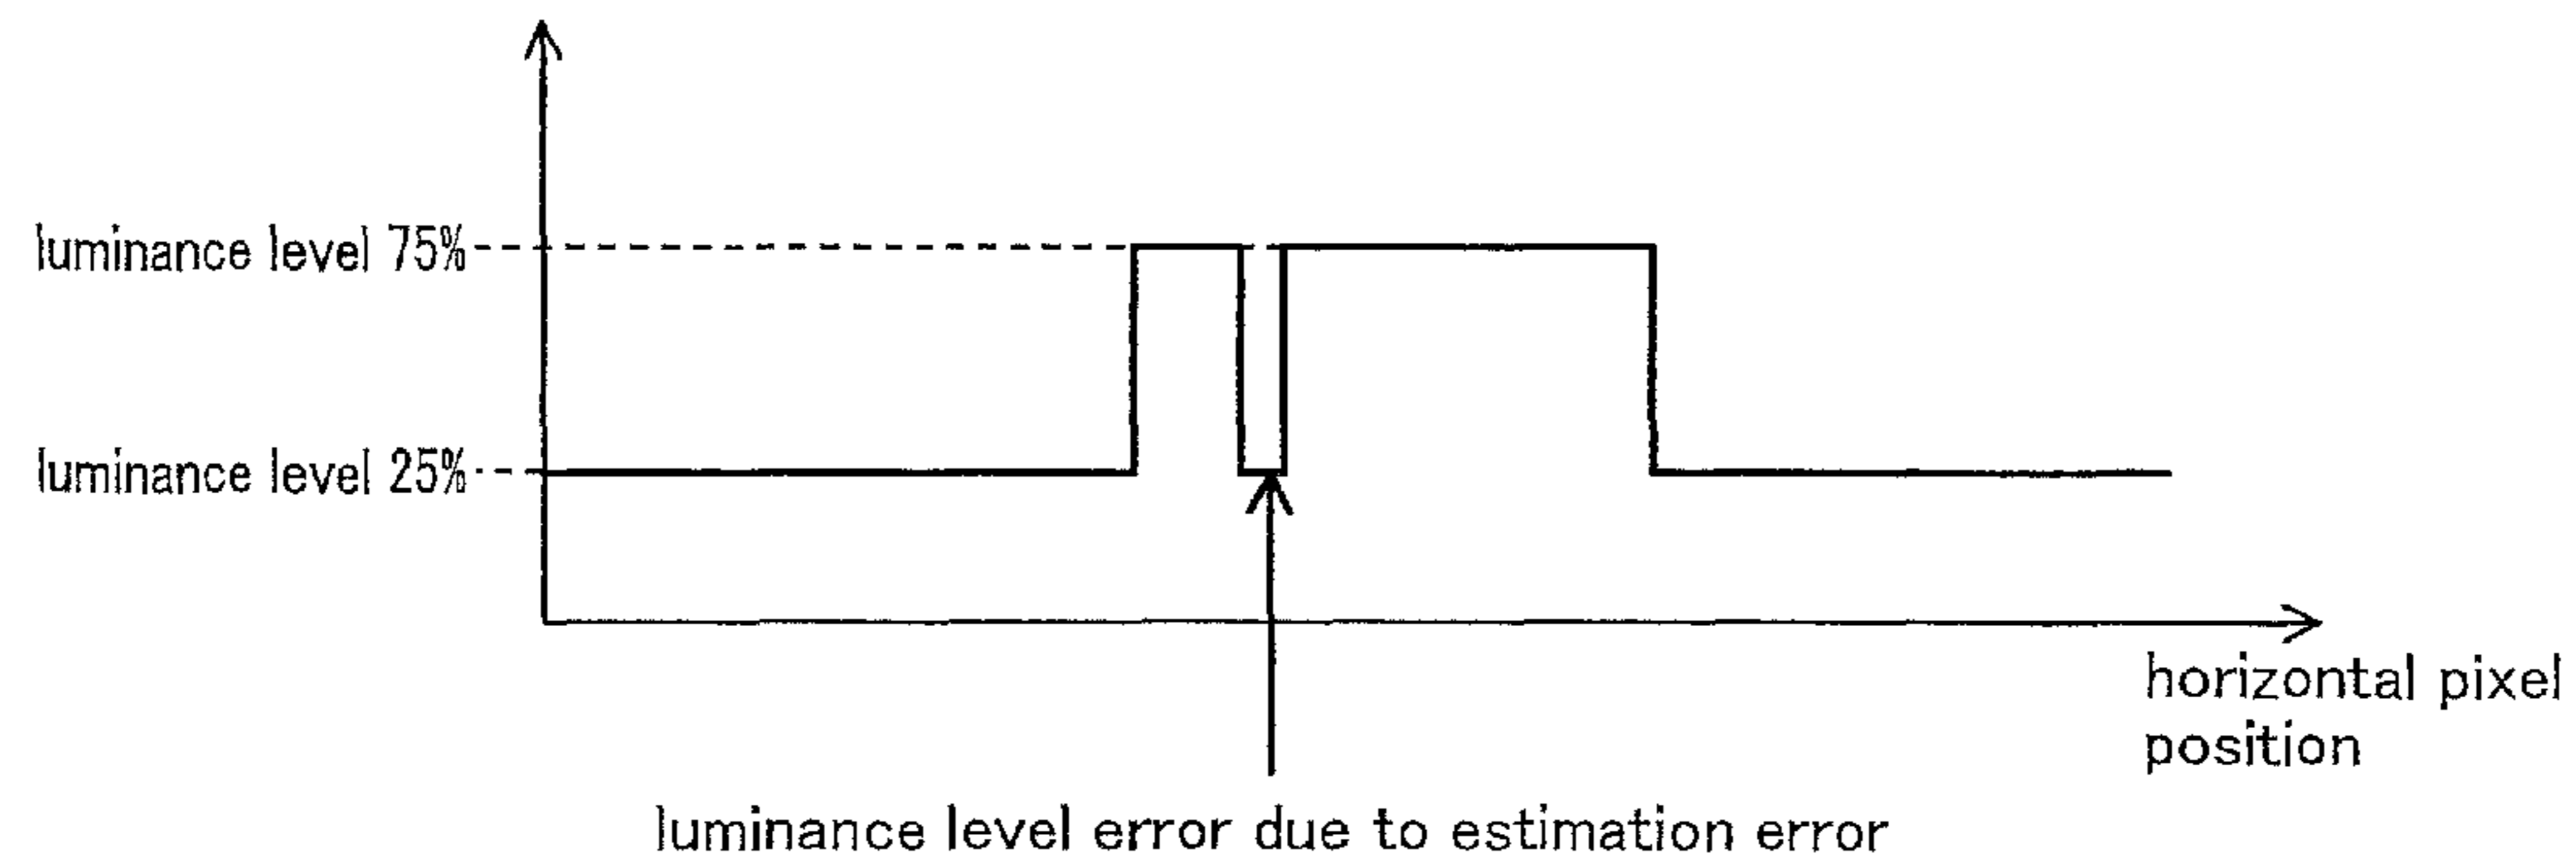 luminance level 75%
luminance level 25%
horizontal pixel
position
luminance level error due to estimation error